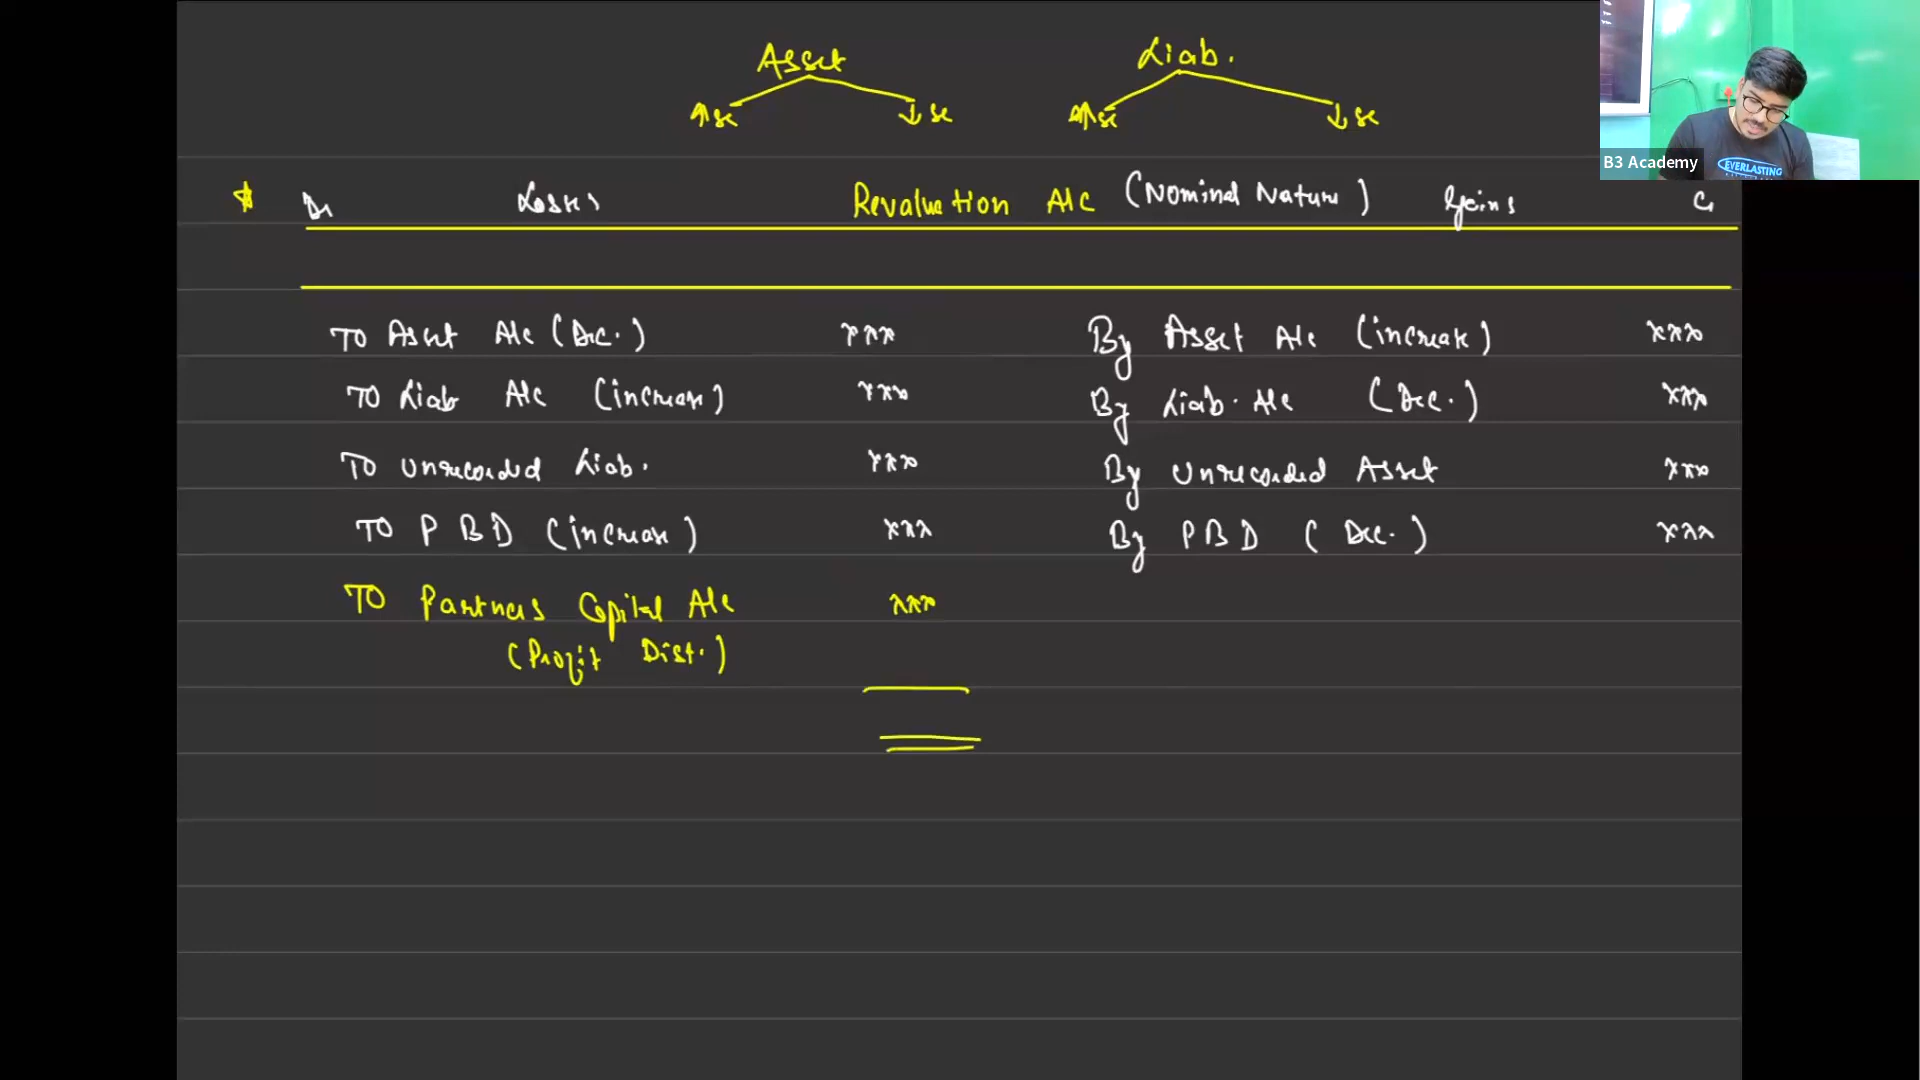 Asset Liab.
↑se ↓se ↑se ↓se
B3 Academy
EVERLASTING
$ Dr Losses Revaluation A/c (Nominal Nature) Gains Cr
To Asset A/c (Dec.) xxx By Asset A/c (increase) xxx
To Liab A/c (increase) xxx By Liab. A/c (Dec.) xxx
To unrecorded Liab. xxx By unrecorded Asset xxx
To PBD (increase) xxx By PBD (Dec.) xxx
To Partners Capital A/c xxx
(Profit Dist.)